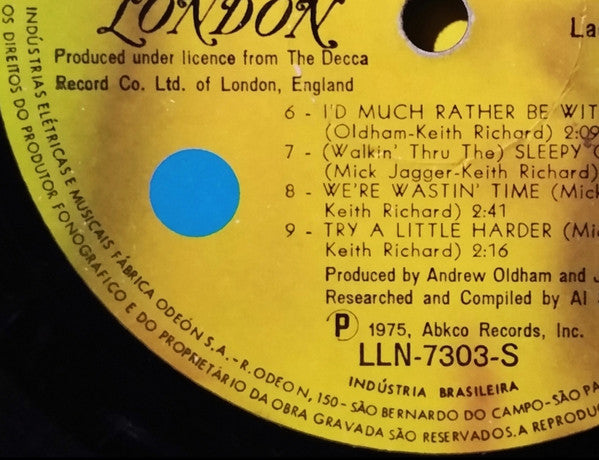 LONDON
La
Produced under licence from The Decca
Record Co. Ltd. of London, England
6 - I'D MUCH RATHER BE WIT
(Oldham-Keith Richard) 2:09
7 - (Walkin' Thru The) SLEEPY
(Mick Jagger-Keith Richard)
8 - WE'RE WASTIN' TIME (Mick
Keith Richard) 2:41
9 - TRY A LITTLE HARDER (Mic
Keith Richard) 2:16
Produced by Andrew Oldham and
Researched and Compiled by Al
P 1975, Abkco Records, Inc.
LLN-7303-S
INDÚSTRIA BRASILEIRA
INDÚSTRIAS ELÉTRICAS E MUSICAIS FÁBRICA ODEÓN S.A. - R. ODEON, 150 - SÃO BERNARDO DO CAMPO - SÃO PA
OS DIREITOS DO PRODUTOR FONOGRÁFICO E DO PROPRIETÁRIO DA OBRA GRAVADA SÃO RESERVADOS. A REPRODU